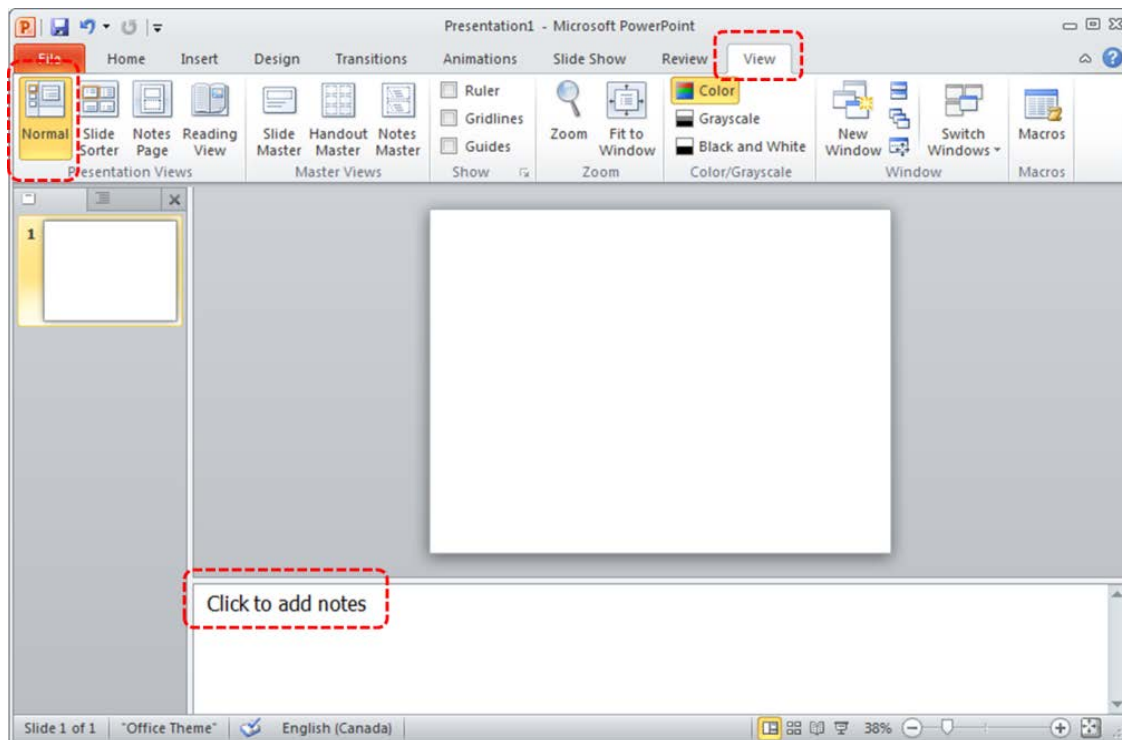 Presentation1 - Microsoft PowerPoint
File Home Insert Design Transitions Animations Slide Show Review View
Normal
Slide Sorter
Notes Page
Reading View
Slide Master
Handout Master
Notes Master
Ruler
Gridlines
Guides
Zoom
Fit to Window
Color
Grayscale
Black and White
New Window
Switch Windows
Macros
Presentation Views Master Views Show Zoom Color/Grayscale Window Macros
1
Click to add notes
Slide 1 of 1 "Office Theme" English (Canada) 38%